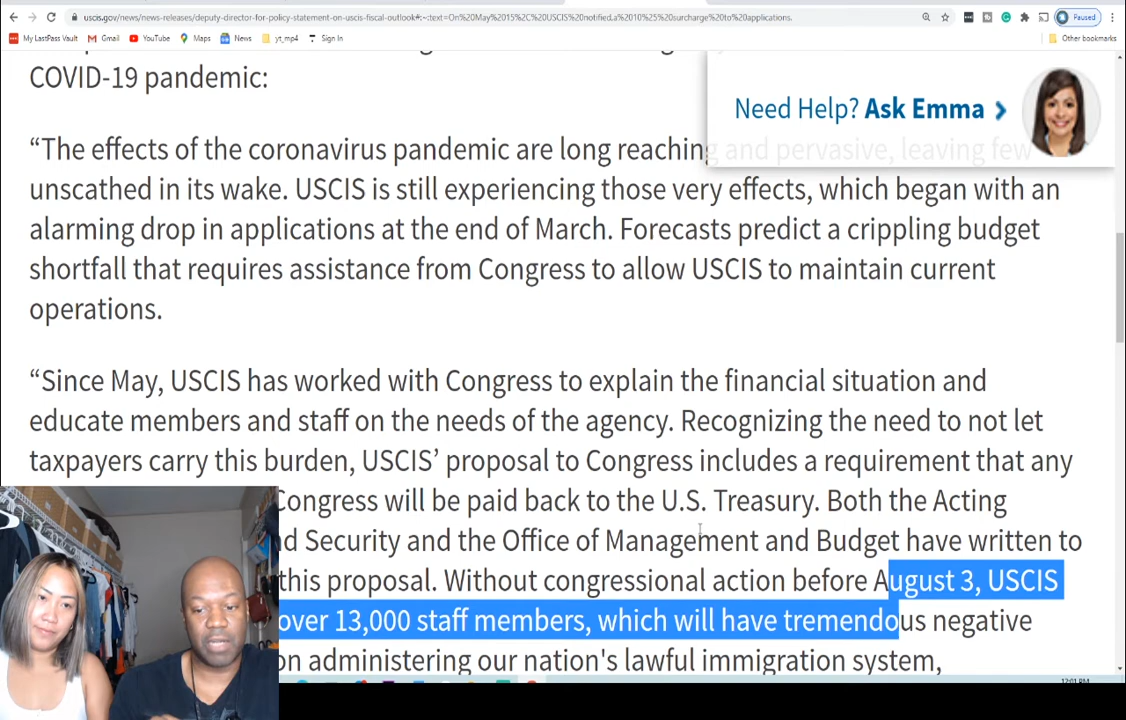 uscis.gov/news/news-releases/deputy-director-for-policy-statement-on-uscis-fiscal-outlook#:~:text=On%20May%2015%2C%20USCIS%20notified,a%2010%25%20surcharge%20to%20applications.
Paused
My LastPass Vault Gmail YouTube Maps News yt_mp4 Sign In Other bookmarks
COVID-19 pandemic:
Need Help? Ask Emma
“The effects of the coronavirus pandemic are long reaching and pervasive, leaving few
unscathed in its wake. USCIS is still experiencing those very effects, which began with an
alarming drop in applications at the end of March. Forecasts predict a crippling budget
shortfall that requires assistance from Congress to allow USCIS to maintain current
operations.
“Since May, USCIS has worked with Congress to explain the financial situation and
educate members and staff on the needs of the agency. Recognizing the need to not let
taxpayers carry this burden, USCIS’ proposal to Congress includes a requirement that any
Congress will be paid back to the U.S. Treasury. Both the Acting
Security and the Office of Management and Budget have written to
this proposal. Without congressional action before August 3, USCIS
over 13,000 staff members, which will have tremendous negative
on administering our nation's lawful immigration system,
12:01 PM